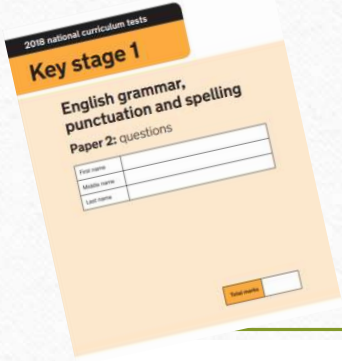 2018 national curriculum tests
Key stage 1
English grammar,
punctuation and spelling
Paper 2: questions
First name
Middle name
Last name
Total marks